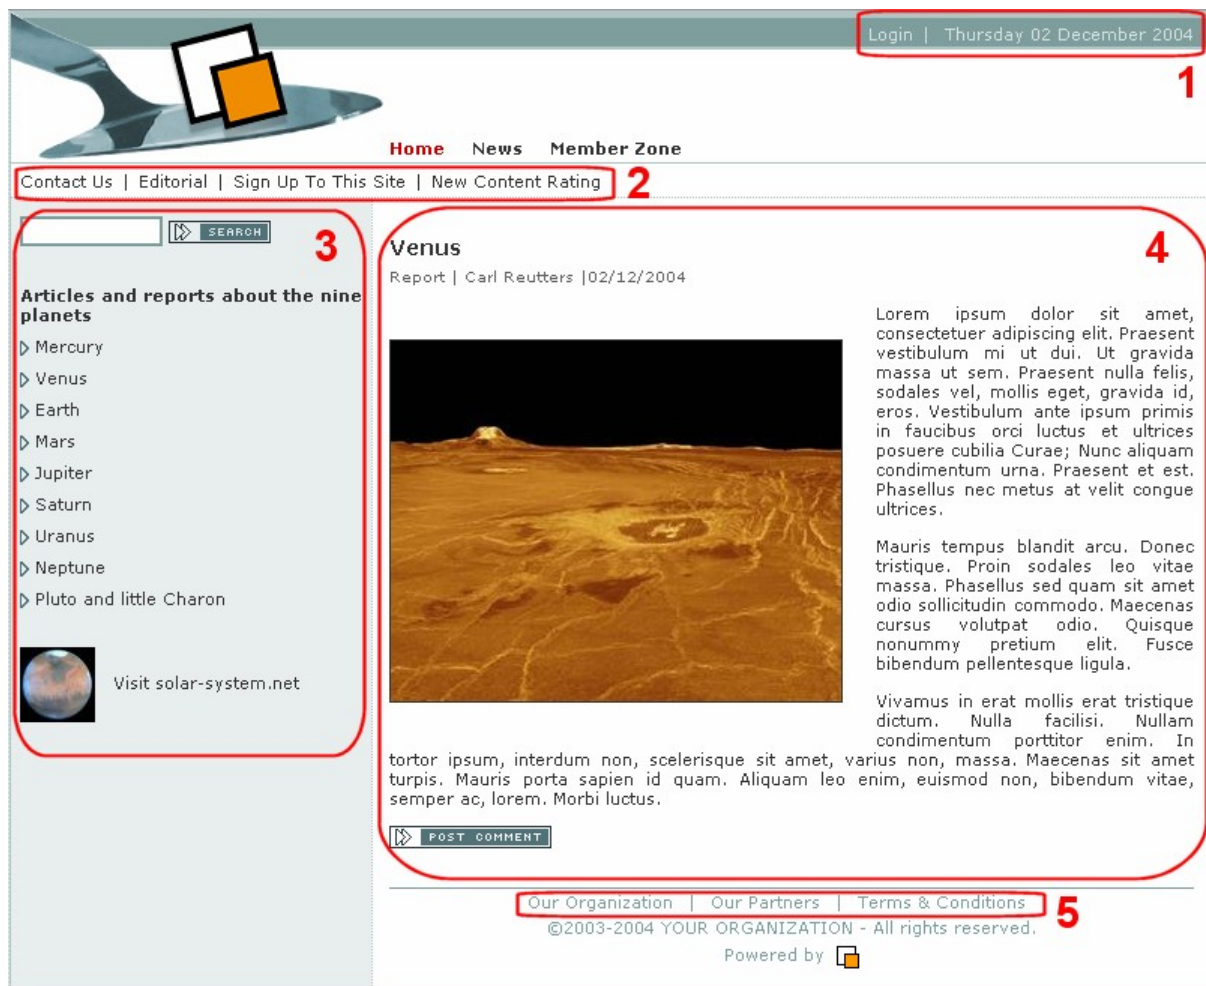 Login | Thursday 02 December 2004
1
Home News Member Zone
Contact Us | Editorial | Sign Up To This Site | New Content Rating
2
SEARCH
3
Articles and reports about the nine
planets
Mercury
Venus
Earth
Mars
Jupiter
Saturn
Uranus
Neptune
Pluto and little Charon
Visit solar-system.net
4
Venus
Report | Carl Reutters |02/12/2004
Lorem ipsum dolor sit amet,
consectetuer adipiscing elit. Praesent
vestibulum mi ut dui. Ut gravida
massa ut sem. Praesent nulla felis,
sodales vel, mollis eget, gravida id,
eros. Vestibulum ante ipsum primis
in faucibus orci luctus et ultrices
posuere cubilia Curae; Nunc aliquam
condimentum urna. Praesent et est.
Phasellus nec metus at velit congue
ultrices.
Mauris tempus blandit arcu. Donec
tristique. Proin sodales leo vitae
massa. Phasellus sed quam sit amet
odio sollicitudin commodo. Maecenas
cursus volutpat odio. Quisque
nonummy pretium elit. Fusce
bibendum pellentesque ligula.
Vivamus in erat mollis erat tristique
dictum. Nulla facilisi. Nullam
condimentum porttitor enim. In
tortor ipsum, interdum non, scelerisque sit amet, varius non, massa. Maecenas sit amet
turpis. Mauris porta sapien id quam. Aliquam leo enim, euismod non, bibendum vitae,
semper ac, lorem. Morbi luctus.
POST COMMENT
Our Organization | Our Partners | Terms & Conditions
5
©2003-2004 YOUR ORGANIZATION - All rights reserved.
Powered by